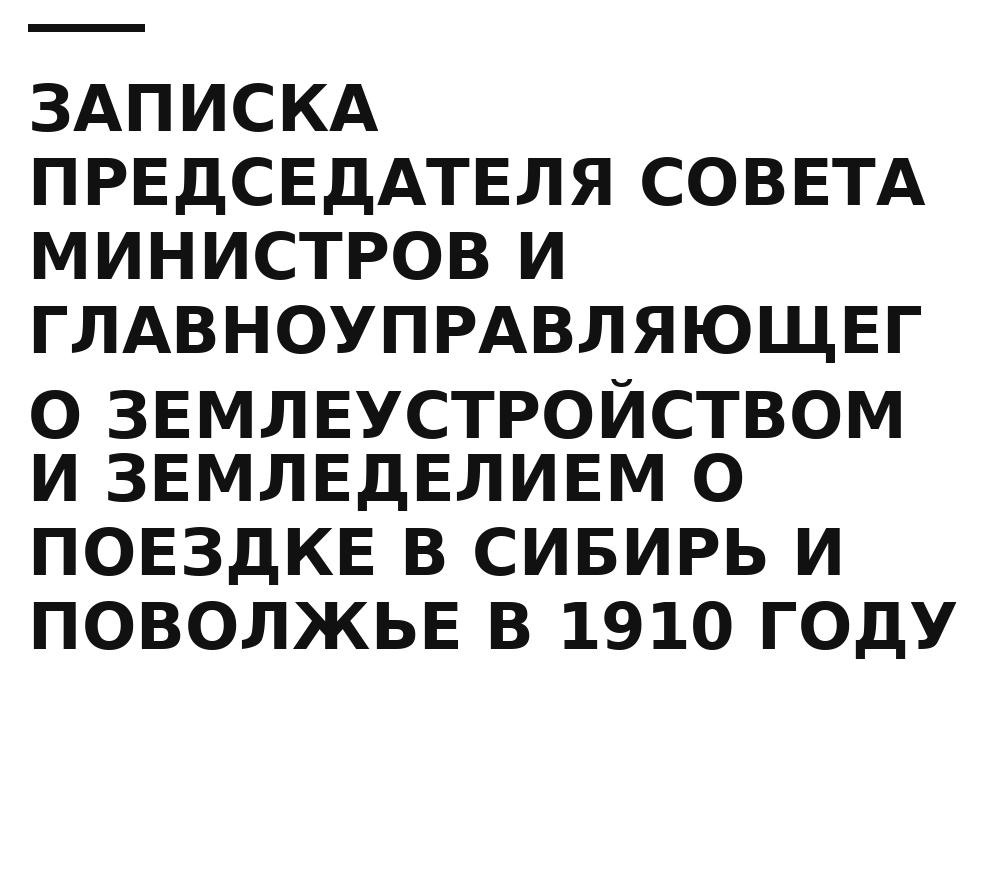 ЗАПИСКА
ПРЕДСЕДАТЕЛЯ СОВЕТА
МИНИСТРОВ И
ГЛАВНОУПРАВЛЯЮЩЕГ
О ЗЕМЛЕУСТРОЙСТВОМ
И ЗЕМЛЕДЕЛИЕМ О
ПОЕЗДКЕ В СИБИРЬ И
ПОВОЛЖЬЕ В 1910 ГОДУ